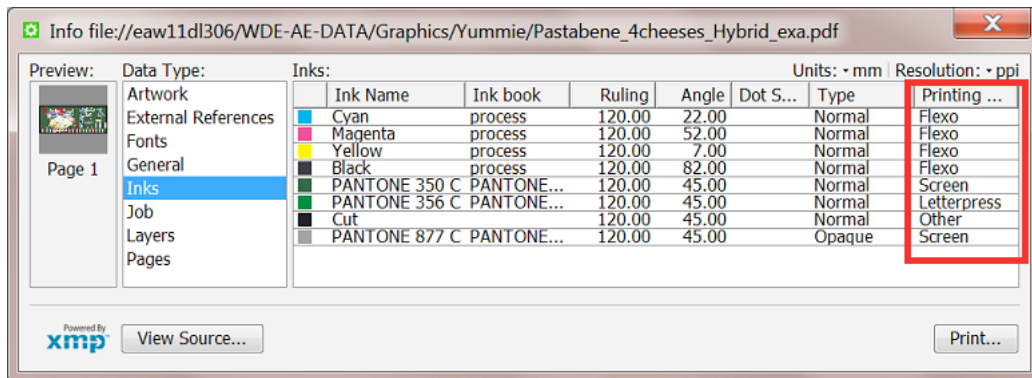 Info file://eaw11dl306/WDE-AE-DATA/Graphics/Yummie/Pastabene_4cheeses_Hybrid_exa.pdf
Preview: Data Type: Inks: Units: mm Resolution: ppi
Page 1
Artwork
External References
Fonts
General
Inks
Job
Layers
Pages
Ink Name Ink book Ruling Angle Dot S... Type Printing ...
Cyan process 120.00 22.00 Normal Flexo
Magenta process 120.00 52.00 Normal Flexo
Yellow process 120.00 7.00 Normal Flexo
Black process 120.00 82.00 Normal Flexo
PANTONE 350 C PANTONE... 120.00 45.00 Normal Screen
PANTONE 356 C PANTONE... 120.00 45.00 Normal Letterpress
Cut 120.00 45.00 Normal Other
PANTONE 877 C PANTONE... 120.00 45.00 Opaque Screen
Powered By
xmp View Source... Print...